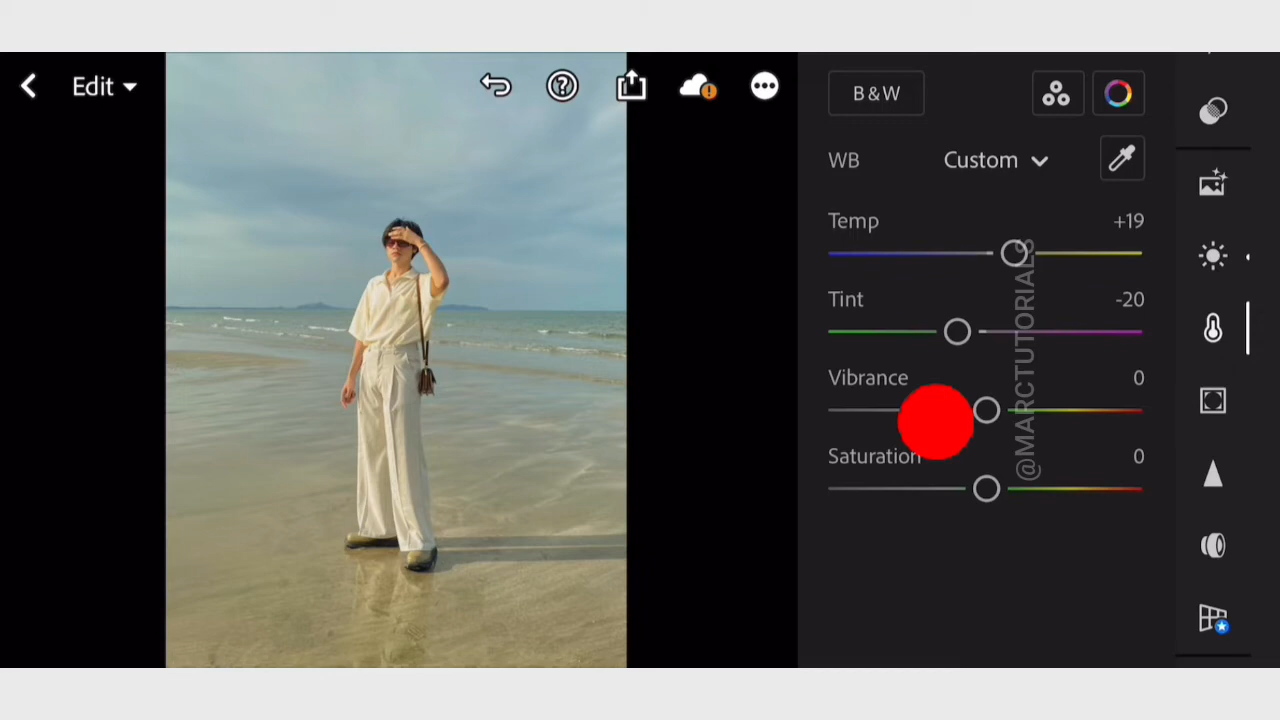 Edit
B&W
WB
Custom
Temp
+19
Tint
-20
Vibrance
0
Saturation
0
@MARCTUTORIALS